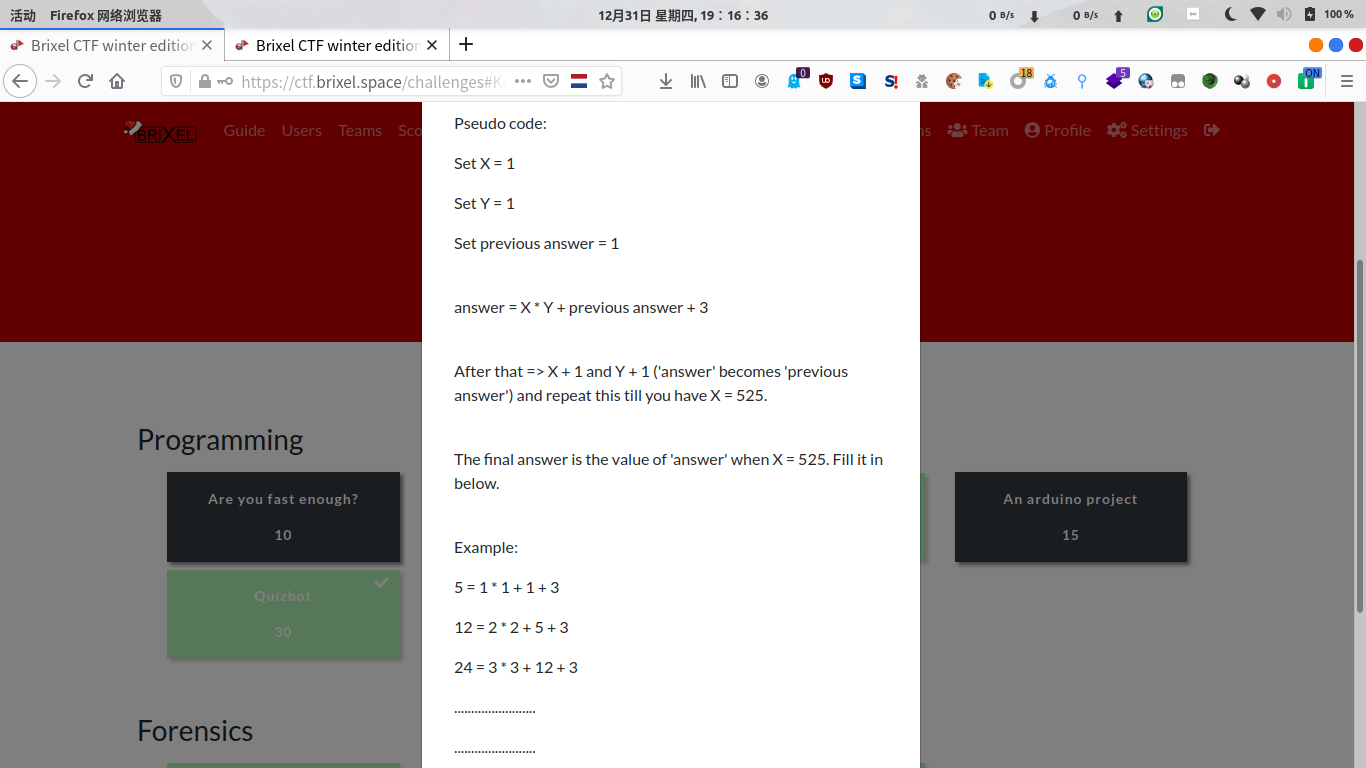 活动 Firefox 网络浏览器 12月31日 星期四, 19：16：36 0 B/s 0 B/s 100 %
Brixel CTF winter edition Brixel CTF winter edition
https://ctf.brixel.space/challenges#K 0 18 5 ON
Pseudo code:
BRIXEL Guide Users Teams Sco ns Team Profile Settings
Set X = 1
Set Y = 1
Set previous answer = 1
answer = X * Y + previous answer + 3
After that => X + 1 and Y + 1 ('answer' becomes 'previous
answer') and repeat this till you have X = 525.
Programming
The final answer is the value of 'answer' when X = 525. Fill it in
below.
Are you fast enough?
10
An arduino project
15
Example:
5 = 1 * 1 + 1 + 3
Quizbot
30
12 = 2 * 2 + 5 + 3
24 = 3 * 3 + 12 + 3
........................
Forensics
........................